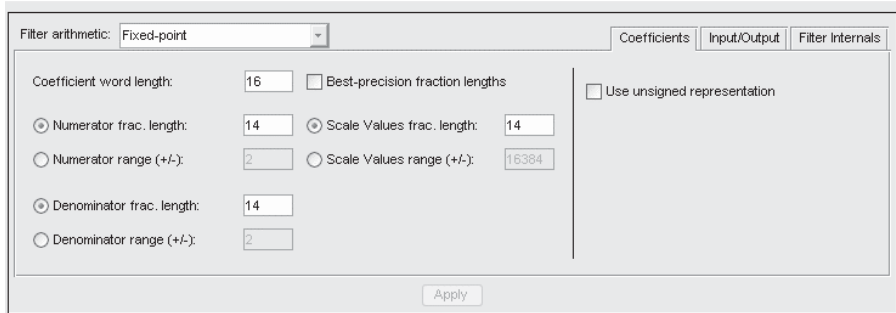 Filter arithmetic: Fixed-point Coefficients Input/Output Filter Internals
Coefficient word length: 16 Best-precision fraction lengths
Use unsigned representation
Numerator frac. length: 14 Scale Values frac. length: 14
Numerator range (+/-): 2 Scale Values range (+/-): 16384
Denominator frac. length: 14
Denominator range (+/-): 2
Apply